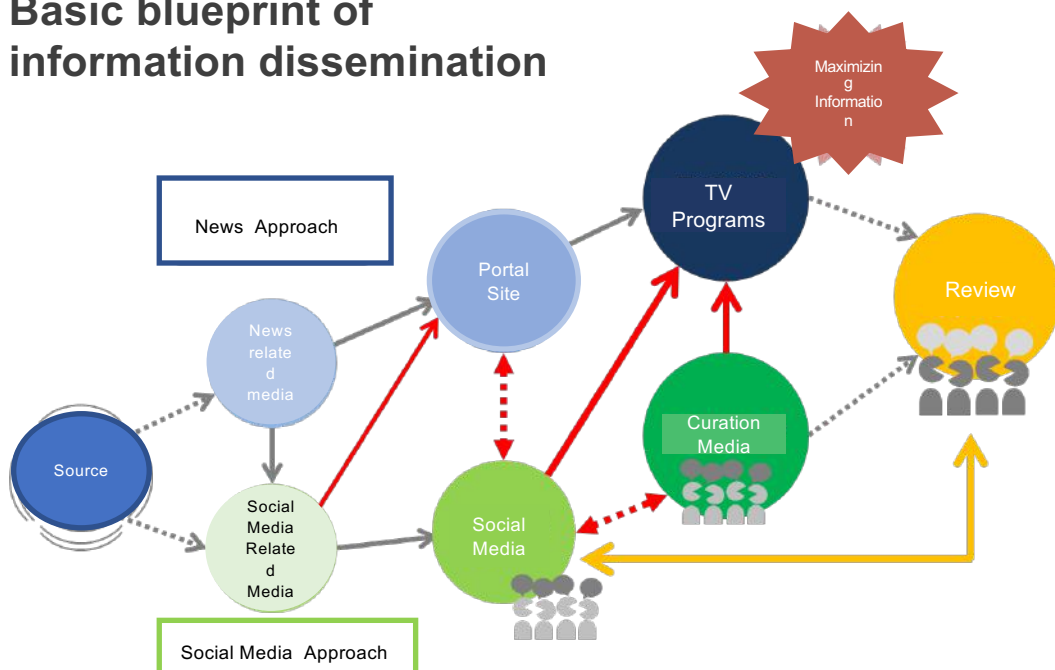 Basic blueprint of
information dissemination
Maximizin
g
Informatio
n
TV
Programs
News Approach
Portal
Site
Review
News
relate
d
media
Curation
Media
Source
Social
Media
Relate
d
Media
Social
Media
Social Media Approach